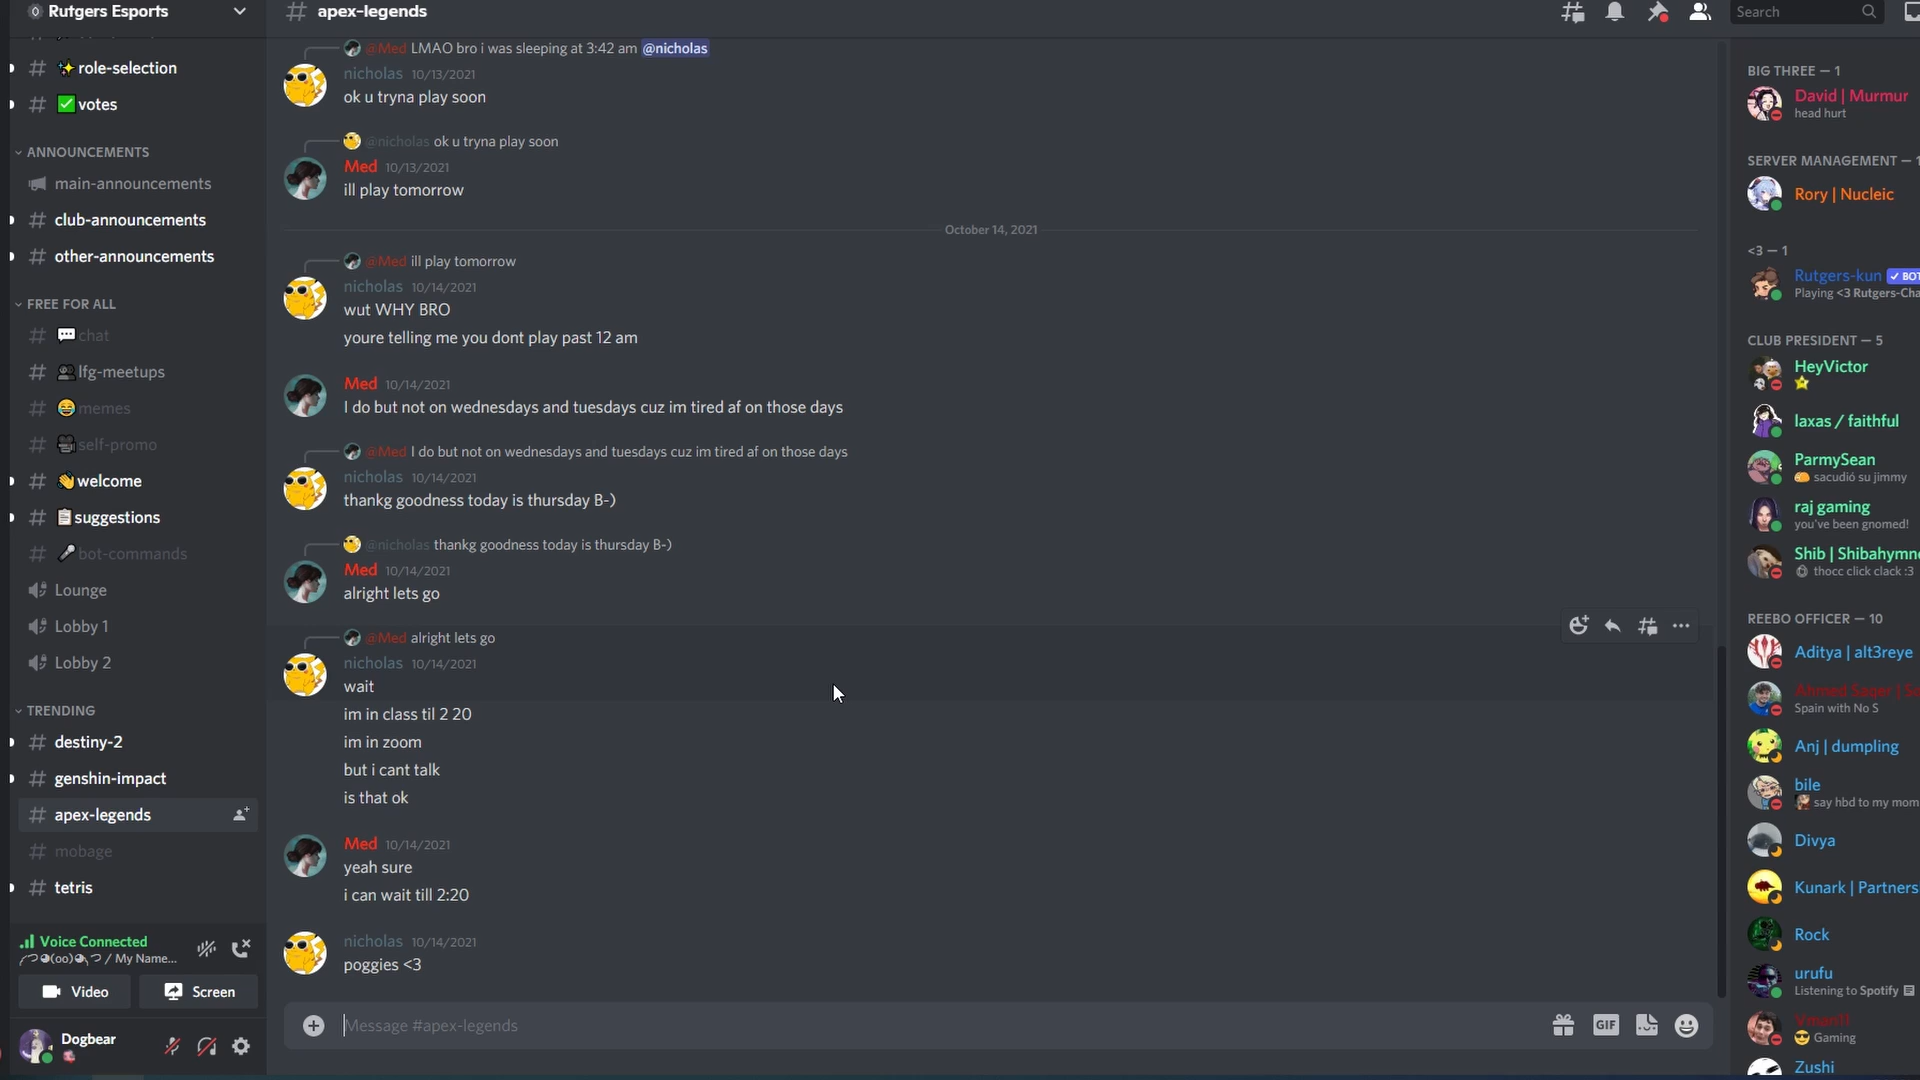 Rutgers Esports
role-selection
votes
ANNOUNCEMENTS
main-announcements
club-announcements
other-announcements
FREE FOR ALL
chat
lfg-meetups
memes
self-promo
welcome
suggestions
bot-commands
Lounge
Lobby 1
Lobby 2
TRENDING
destiny-2
genshin-impact
apex-legends
mobage
tetris
Voice Connected
/ My Name...
Video
Screen
Dogbear
apex-legends
Search
@Med LMAO bro i was sleeping at 3:42 am @nicholas
nicholas 10/13/2021
ok u tryna play soon
@nicholas ok u tryna play soon
Med 10/13/2021
ill play tomorrow
October 14, 2021
@Med ill play tomorrow
nicholas 10/14/2021
wut WHY BRO
youre telling me you dont play past 12 am
Med 10/14/2021
I do but not on wednesdays and tuesdays cuz im tired af on those days
@Med I do but not on wednesdays and tuesdays cuz im tired af on those days
nicholas 10/14/2021
thankg goodness today is thursday B-)
@nicholas thankg goodness today is thursday B-)
Med 10/14/2021
alright lets go
@Med alright lets go
nicholas 10/14/2021
wait
im in class til 2 20
im in zoom
but i cant talk
is that ok
Med 10/14/2021
yeah sure
i can wait till 2:20
nicholas 10/14/2021
poggies <3
Message #apex-legends
GIF
BIG THREE — 1
David | Murmur
head hurt
SERVER MANAGEMENT — 1
Rory | Nucleic
<3 — 1
Rutgers-kun BOT
Playing <3 Rutgers-Cha
CLUB PRESIDENT — 5
HeyVictor
laxas / faithful
ParmySean
sacudió su jimmy
raj gaming
you've been gnomed!
Shib | Shibahymn
thocc click clack :3
REEBO OFFICER — 10
Aditya | alt3reye
Ahmed Saqer | S
Spain with No S
Anj | dumpling
bile
say hbd to my mom
Divya
Kunark | Partners
Rock
urufu
Listening to Spotify
Gaming
Zushi